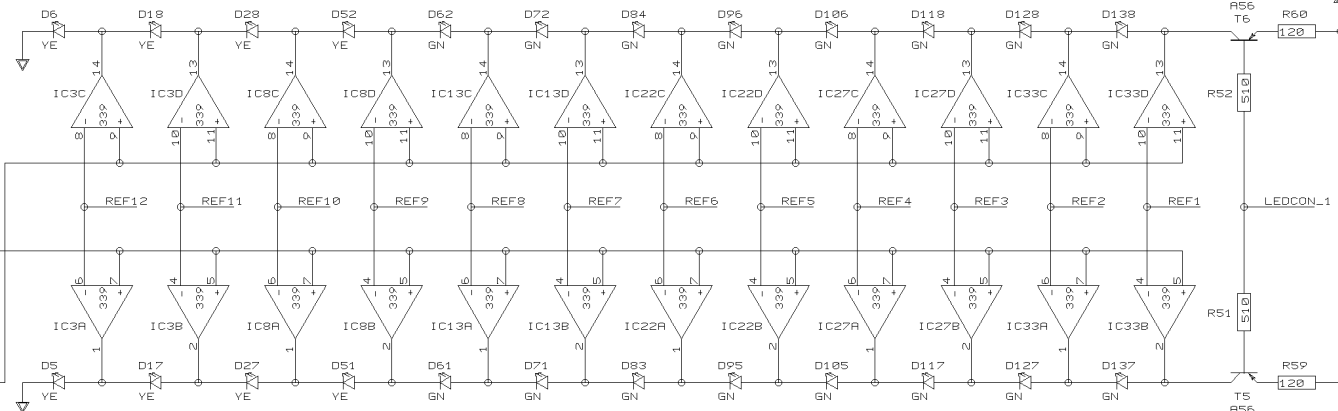 D6 D18 D28 D52 D62 D72 D84 D96 D106 D118 D128 D138 A56 T6 R60
YE YE YE YE GN GN GN GN GN GN GN GN 120
14 13 14 13 14 13 14 13 14 13 14 13
IC3C IC3D IC8C IC8D IC13C IC13D IC22C IC22D IC27C IC27D IC33C IC33D R52 510
339 339 339 339 339 339 339 339 339 339 339 339
- + - + - + - + - + - + - + - + - + - + - + - +
8 9 10 11 8 9 10 11 8 9 10 11 8 9 10 11 8 9 10 11 8 9 10 11
REF12 REF11 REF10 REF9 REF8 REF7 REF6 REF5 REF4 REF3 REF2 REF1 LEDCON_1
6 7 4 5 6 7 4 5 6 7 4 5 6 7 4 5 6 7 4 5 6 7 4 5
- + - + - + - + - + - + - + - + - + - + - + - +
339 339 339 339 339 339 339 339 339 339 339 339
IC3A IC3B IC8A IC8B IC13A IC13B IC22A IC22B IC27A IC27B IC33A IC33B R51 510
1 2 1 2 1 2 1 2 1 2 1 2
D5 D17 D27 D51 D61 D71 D83 D95 D105 D117 D127 D137 R59
YE YE YE YE GN GN GN GN GN GN GN GN T5 120
A56